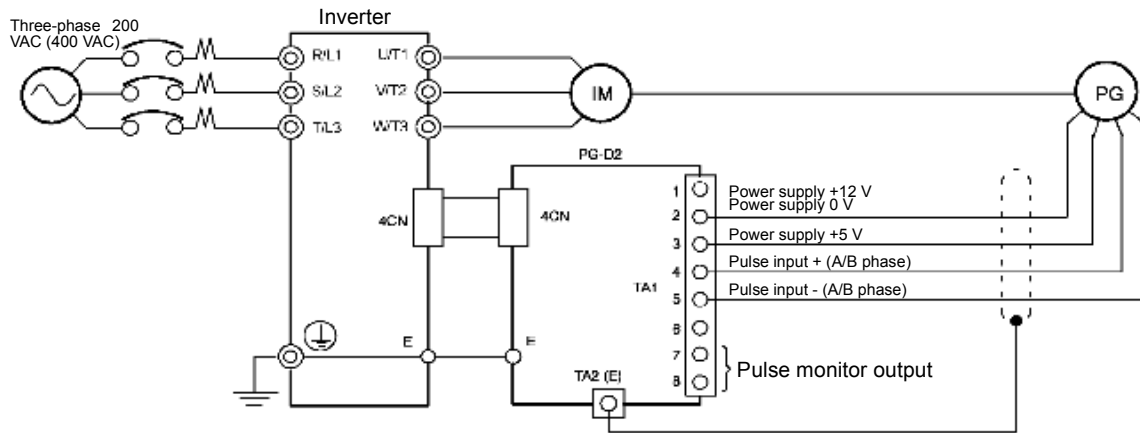 Three-phase 200
VAC (400 VAC)
Inverter
R/L1
U/T1
S/L2
V/T2
T/L3
W/T3
IM
PG
PG-D2
4CN
4CN
TA1
1
Power supply +12 V
2
Power supply 0 V
3
Power supply +5 V
4
Pulse input + (A/B phase)
5
Pulse input - (A/B phase)
6
7
8
Pulse monitor output
E
E
TA2 (E)